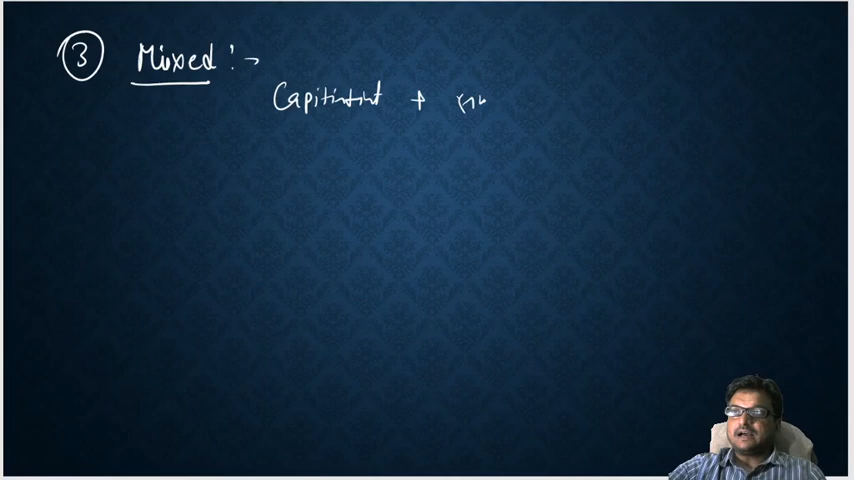 ③ Mixed :-
Capitalist +